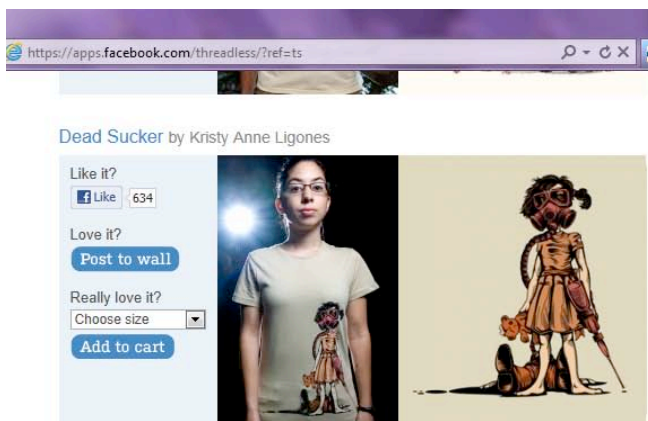 https://apps.facebook.com/threadless/?ref=ts
Dead Sucker by Kristy Anne Ligones
Like it?
Like 634
Love it?
Post to wall
Really love it?
Choose size
Add to cart